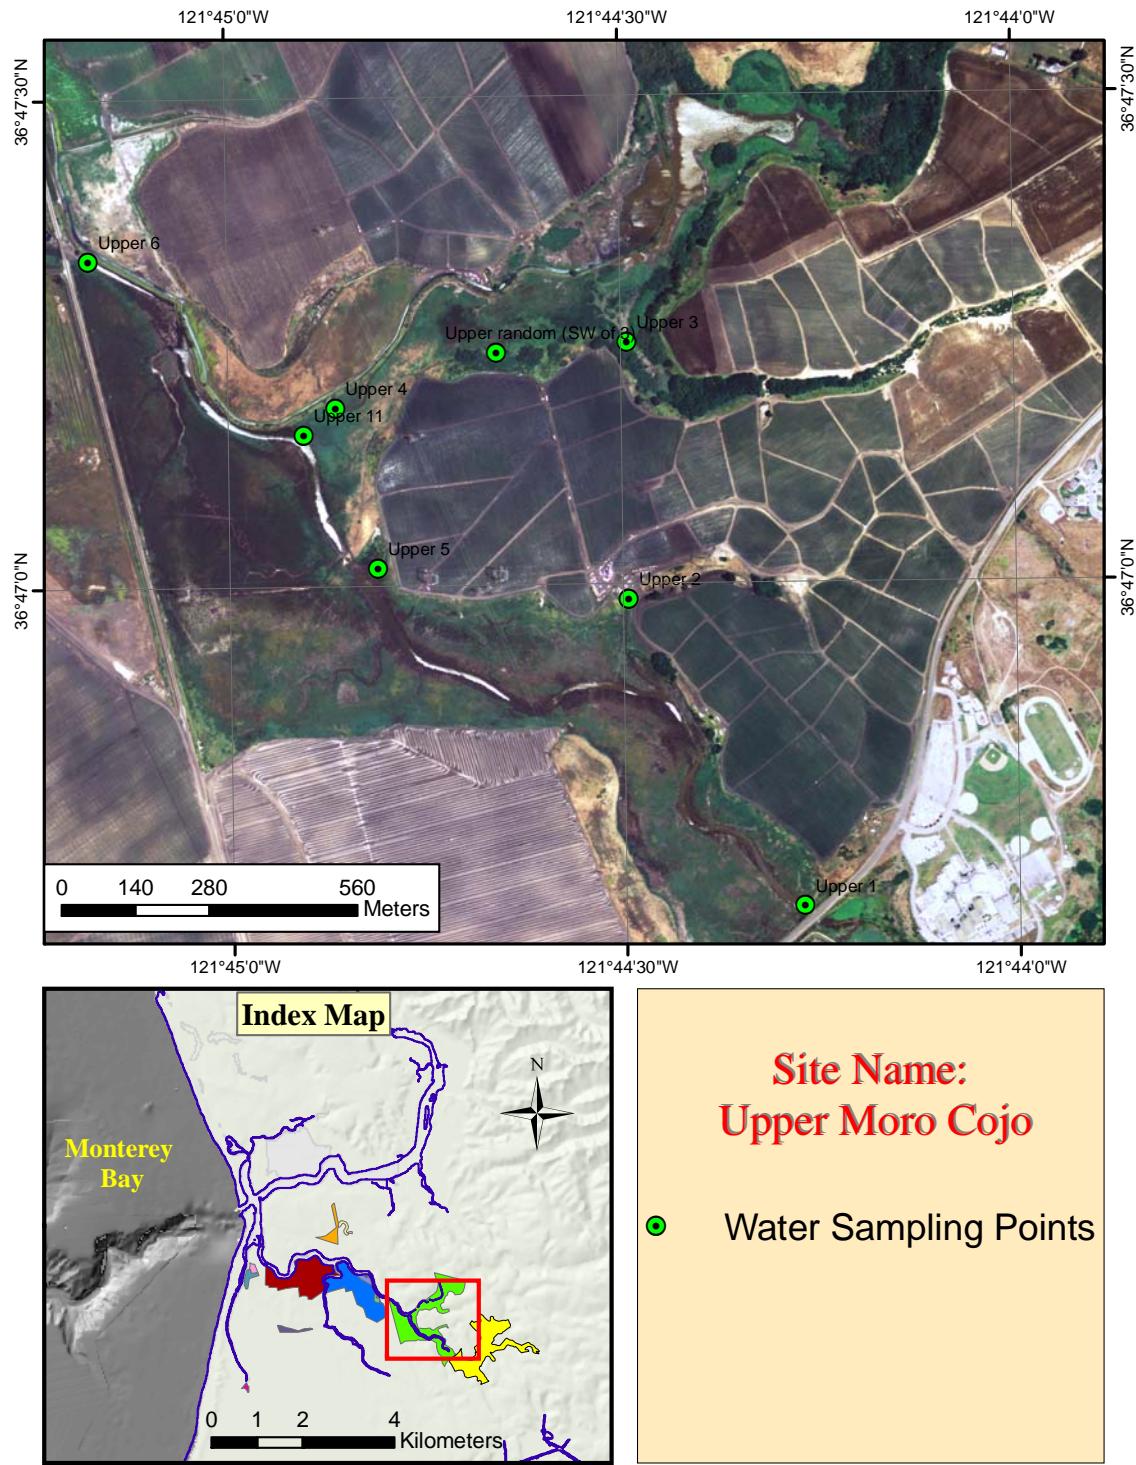 121°45'0"W
121°44'30"W
121°44'0"W
36°47'30"N
36°47'30"N
Upper 6
Upper random (SW of 3)
Upper 3
Upper 4
Upper 11
Upper 5
Upper 2
36°47'0"N
36°47'0"N
Upper 1
0 140 280 560
Meters
121°45'0"W
121°44'30"W
121°44'0"W
Index Map
N
Monterey
Bay
0 1 2 4
Kilometers
Site Name:
Upper Moro Cojo
Water Sampling Points